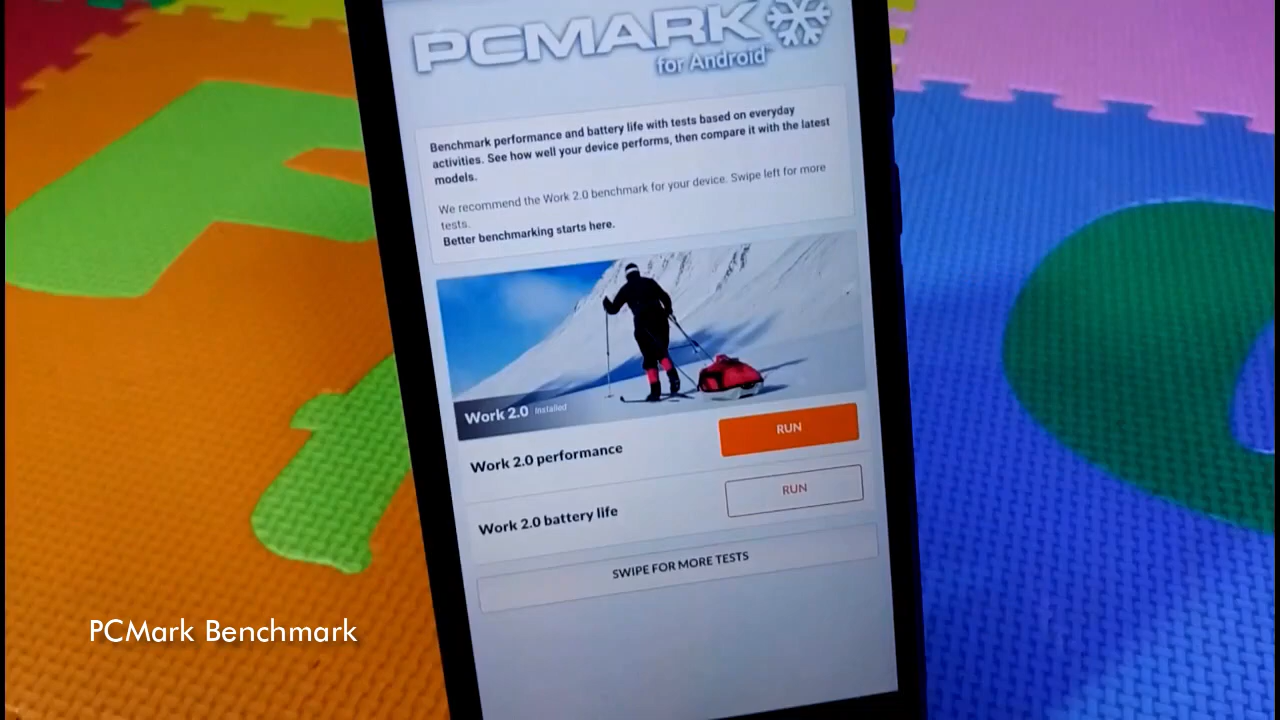 PCMARK
for Android
Benchmark performance and battery life with tests based on everyday
activities. See how well your device performs, then compare it with the latest
models.
We recommend the Work 2.0 benchmark for your device. Swipe left for more
tests.
Better benchmarking starts here.
Work 2.0 Installed
Work 2.0 performance
RUN
Work 2.0 battery life
RUN
SWIPE FOR MORE TESTS
PCMark Benchmark